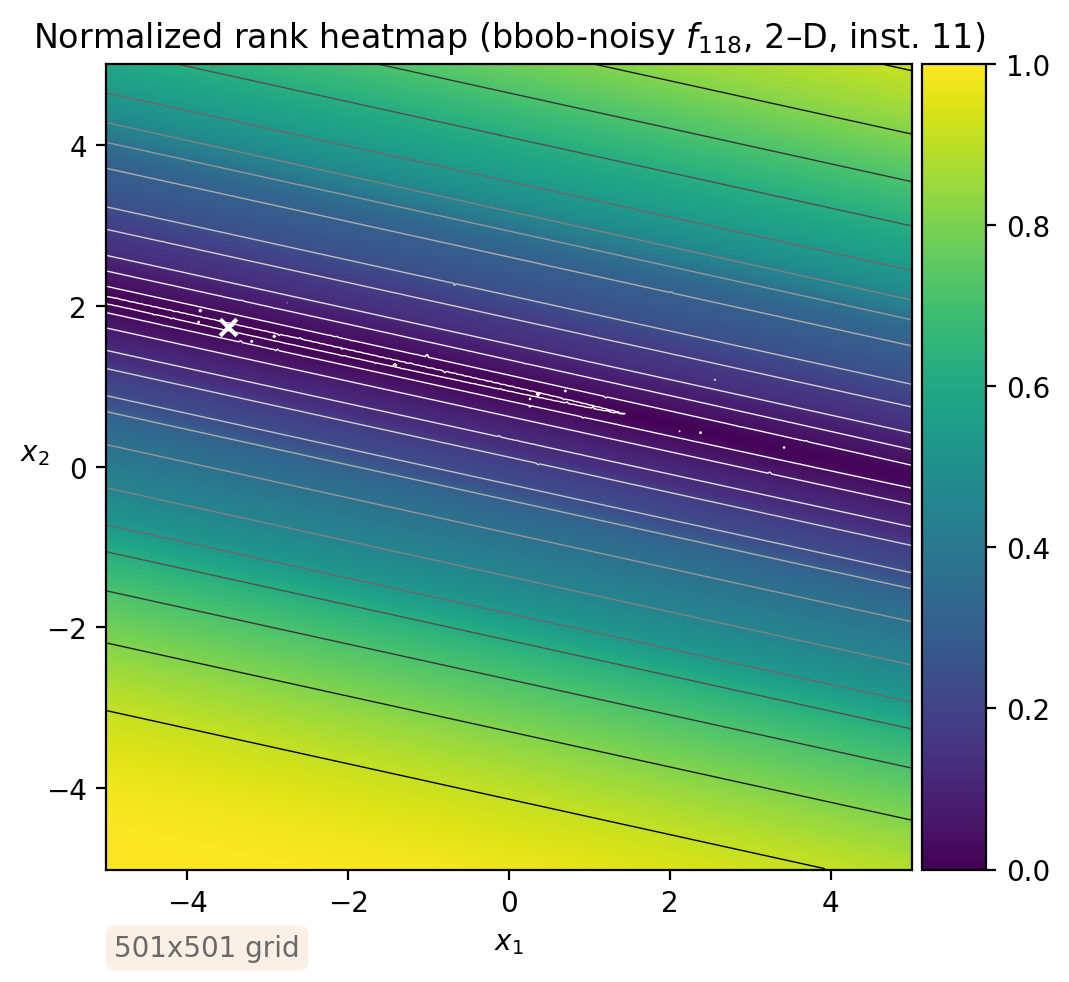 Normalized rank heatmap (bbob-noisy f₁₁₈, 2–D, inst. 11)
1.0
0.8
0.6
0.4
0.2
0.0
4
2
0
−2
−4
x₂
−4 −2 0 2 4
x₁
501x501 grid